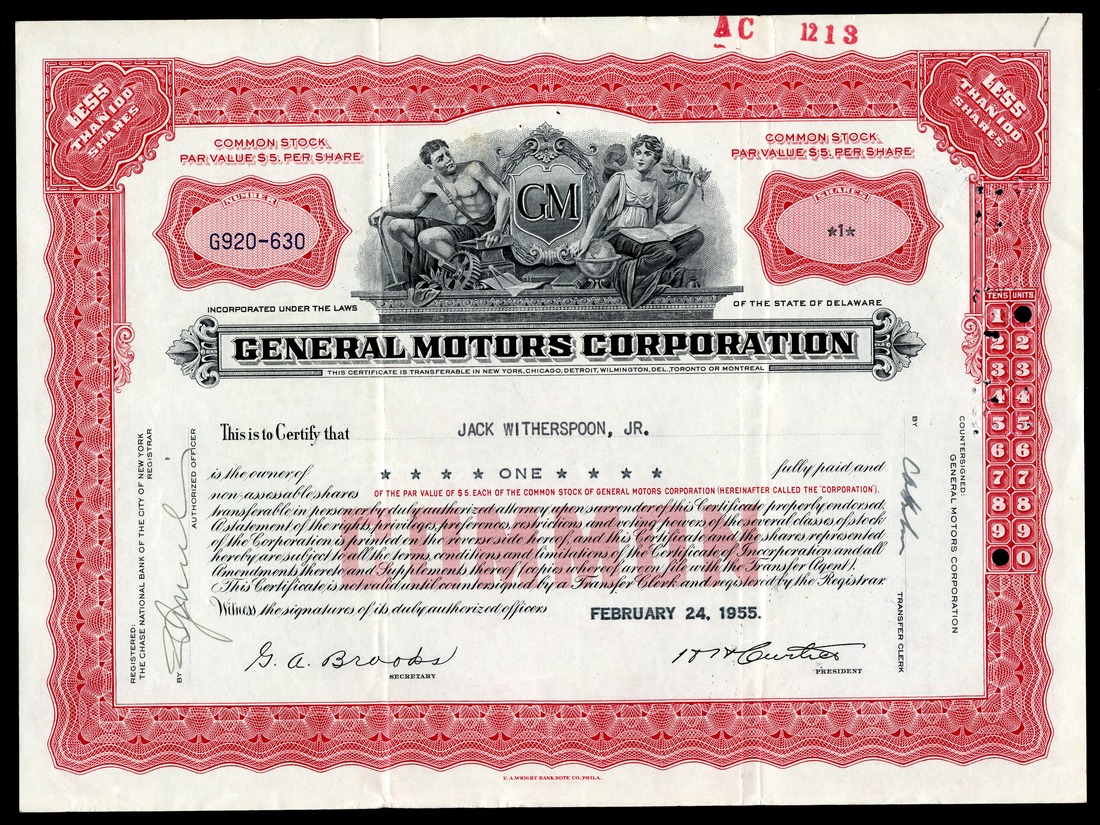 AC 1213
LESS
THAN 100
SHARES
LESS
THAN 100
SHARES
COMMON STOCK
PAR VALUE $5. PER SHARE
COMMON STOCK
PAR VALUE $5. PER SHARE
NUMBER
G920-630
GM
SHARES
*1*
INCORPORATED UNDER THE LAWS
OF THE STATE OF DELAWARE
GENERAL MOTORS CORPORATION
THIS CERTIFICATE IS TRANSFERABLE IN NEW YORK, CHICAGO, DETROIT, WILMINGTON, DEL., TORONTO OR MONTREAL
TENS UNITS
1
2 2
3 3
4 4
5 5
6 6
7 7
8 8
9 9
0
This is to Certify that JACK WITHERSPOON, JR.
is the owner of * * * * ONE * * * * * fully paid and
non-assessable shares OF THE PAR VALUE OF $5. EACH OF THE COMMON STOCK OF GENERAL MOTORS CORPORATION (HEREINAFTER CALLED THE "CORPORATION"),
transferable in person or by duly authorized attorney upon surrender of this Certificate properly endorsed.
A statement of the rights, privileges, preferences, restrictions and voting powers of the several classes of stock
of the Corporation is printed on the reverse side hereof, and this Certificate and the shares represented
hereby are subject to all the terms, conditions and limitations of the Certificate of Incorporation and all
Amendments thereto and Supplements thereof (copies whereof are on file with the Transfer Agent).
This Certificate is not valid until countersigned by a Transfer Clerk and registered by the Registrar.
COMMON
Witness the signatures of its duly authorized officers FEBRUARY 24, 1955.
G. A. Brooks
SECRETARY
H H Curtice
PRESIDENT
REGISTERED:
THE CHASE NATIONAL BANK OF THE CITY OF NEW YORK
REGISTRAR
BY
AUTHORIZED OFFICER
COUNTERSIGNED:
GENERAL MOTORS CORPORATION
BY
TRANSFER CLERK
E. A. WRIGHT BANK NOTE CO., PHILA.